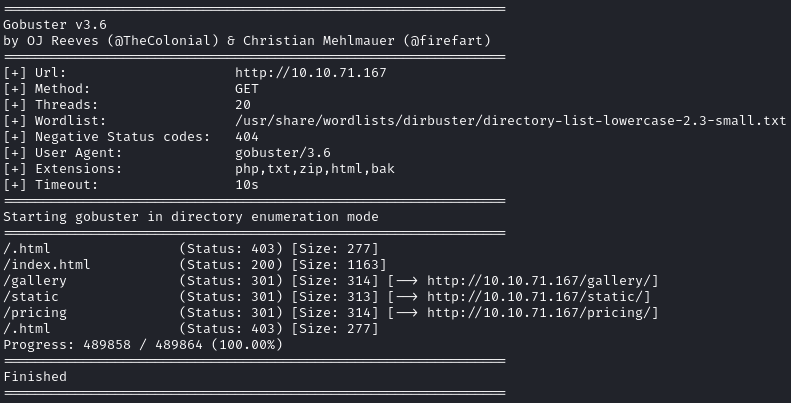 ===============================================================
Gobuster v3.6
by OJ Reeves (@TheColonial) & Christian Mehlmauer (@firefart)
===============================================================
[+] Url:                     http://10.10.71.167
[+] Method:                  GET
[+] Threads:                 20
[+] Wordlist:                /usr/share/wordlists/dirbuster/directory-list-lowercase-2.3-small.txt
[+] Negative Status codes:   404
[+] User Agent:              gobuster/3.6
[+] Extensions:              php,txt,zip,html,bak
[+] Timeout:                 10s
===============================================================
Starting gobuster in directory enumeration mode
===============================================================
/.html                (Status: 403) [Size: 277]
/index.html           (Status: 200) [Size: 1163]
/gallery              (Status: 301) [Size: 314] [--> http://10.10.71.167/gallery/]
/static               (Status: 301) [Size: 313] [--> http://10.10.71.167/static/]
/pricing              (Status: 301) [Size: 314] [--> http://10.10.71.167/pricing/]
/.html                (Status: 403) [Size: 277]
Progress: 489858 / 489864 (100.00%)
===============================================================
Finished
===============================================================